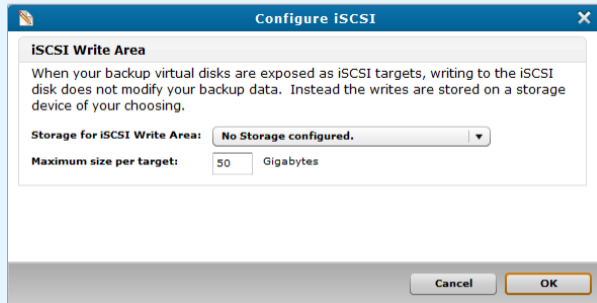 Configure iSCSI
iSCSI Write Area
When your backup virtual disks are exposed as iSCSI targets, writing to the iSCSI
disk does not modify your backup data.  Instead the writes are stored on a storage
device of your choosing.
Storage for iSCSI Write Area: No Storage configured.
Maximum size per target: 50 Gigabytes
Cancel OK